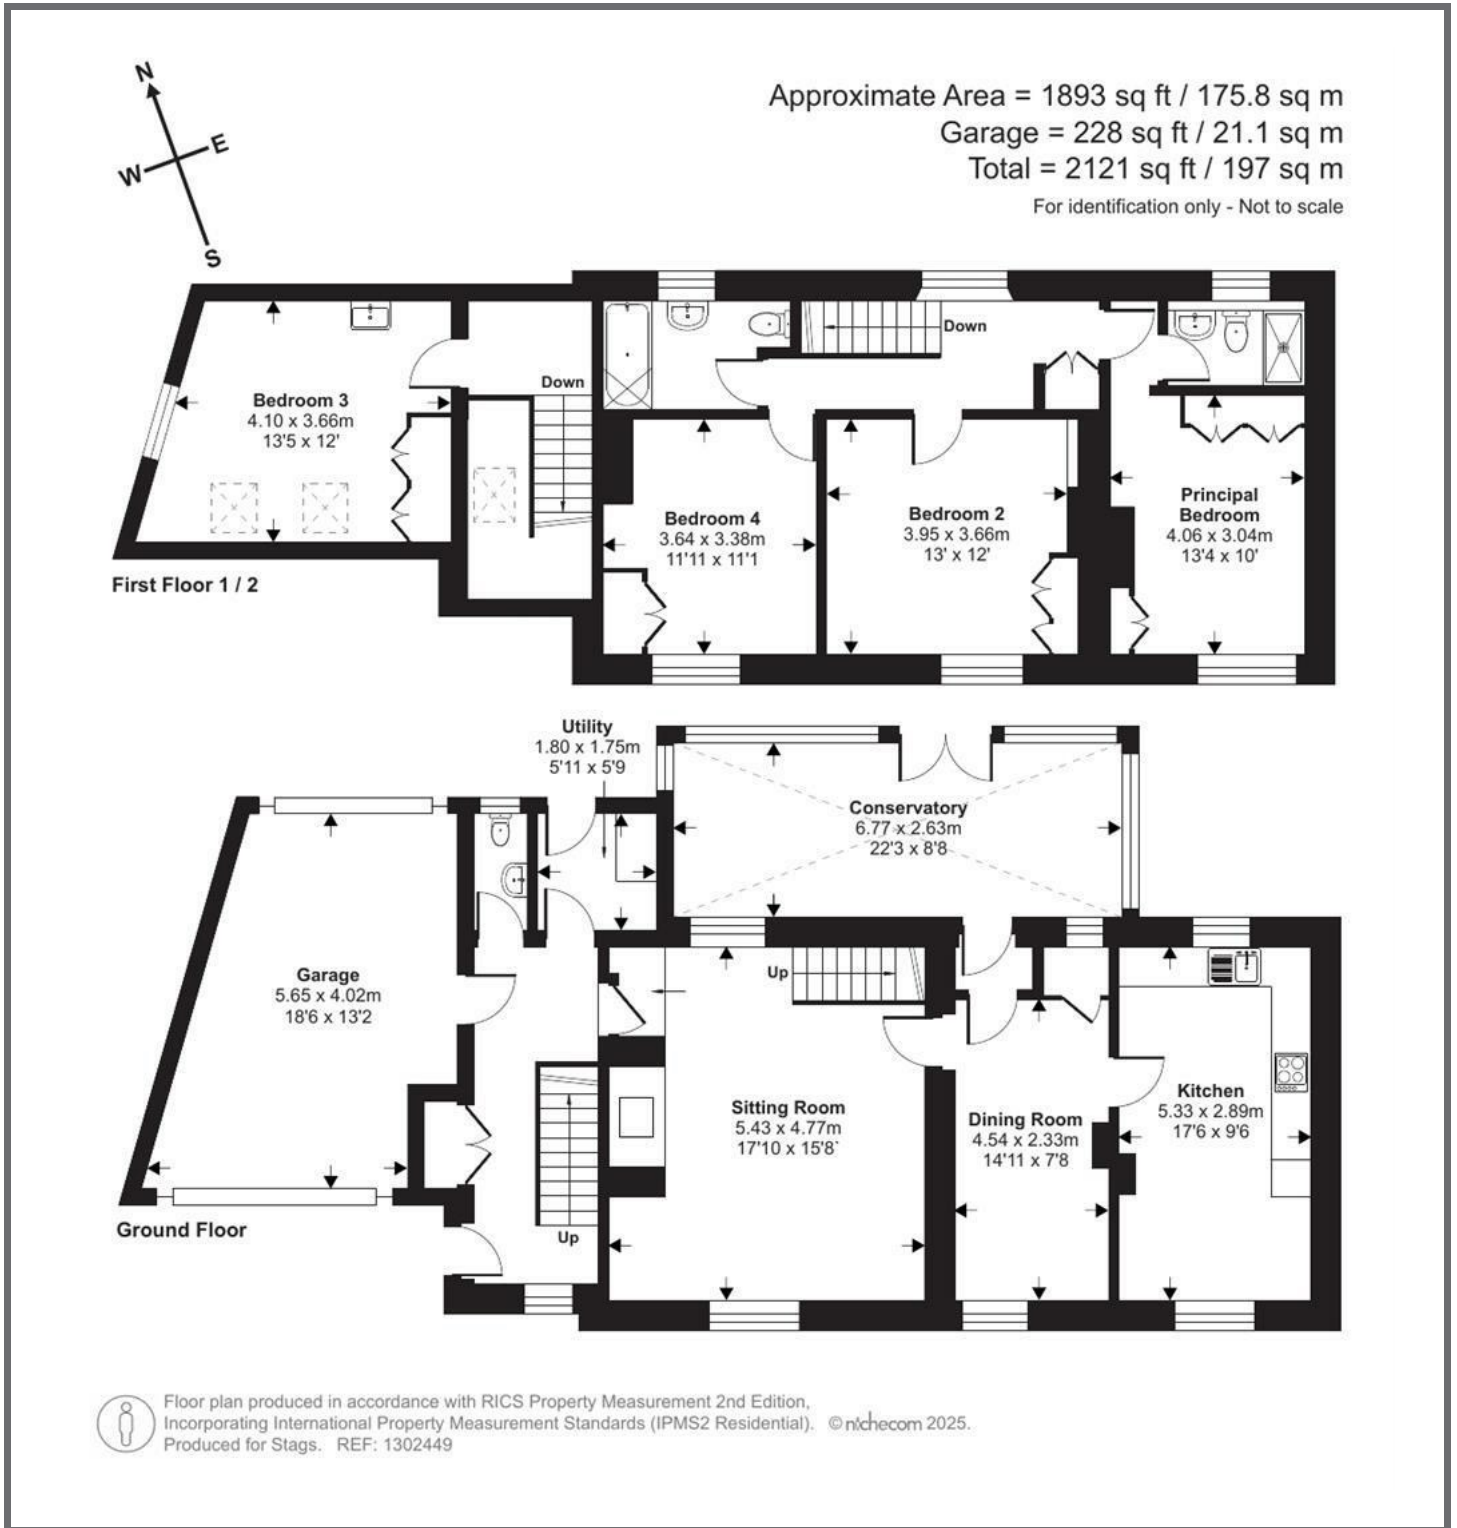 N
E
W
S
Approximate Area = 1893 sq ft / 175.8 sq m
Garage = 228 sq ft / 21.1 sq m
Total = 2121 sq ft / 197 sq m
For identification only - Not to scale
Down
Down
Bedroom 3
4.10 x 3.66m
13'5 x 12'
Bedroom 4
3.64 x 3.38m
11'11 x 11'1
Bedroom 2
3.95 x 3.66m
13' x 12'
Principal
Bedroom
4.06 x 3.04m
13'4 x 10'
First Floor 1 / 2
Utility
1.80 x 1.75m
5'11 x 5'9
Conservatory
6.77 x 2.63m
22'3 x 8'8
Garage
5.65 x 4.02m
18'6 x 13'2
Up
Sitting Room
5.43 x 4.77m
17'10 x 15'8`
Dining Room
4.54 x 2.33m
14'11 x 7'8
Kitchen
5.33 x 2.89m
17'6 x 9'6
Up
Ground Floor
Floor plan produced in accordance with RICS Property Measurement 2nd Edition,
Incorporating International Property Measurement Standards (IPMS2 Residential). © nichecom 2025.
Produced for Stags. REF: 1302449